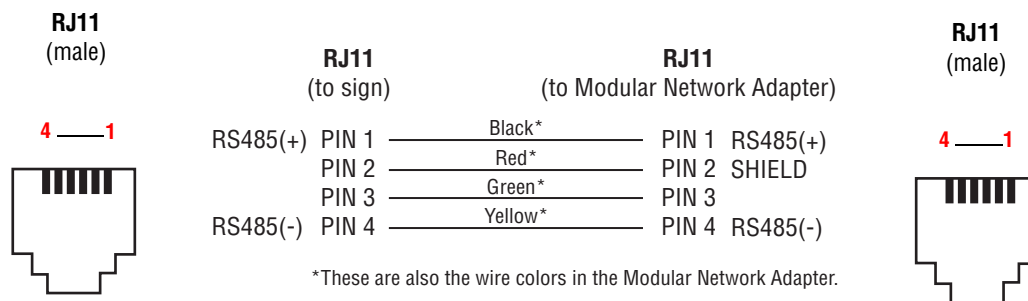 RJ11
(male)
4 1
RJ11
(to sign)
RJ11
(to Modular Network Adapter)
RJ11
(male)
4 1
RS485(+) PIN 1 Black* PIN 1 RS485(+)
PIN 2 Red* PIN 2 SHIELD
PIN 3 Green* PIN 3
RS485(-) PIN 4 Yellow* PIN 4 RS485(-)
*These are also the wire colors in the Modular Network Adapter.